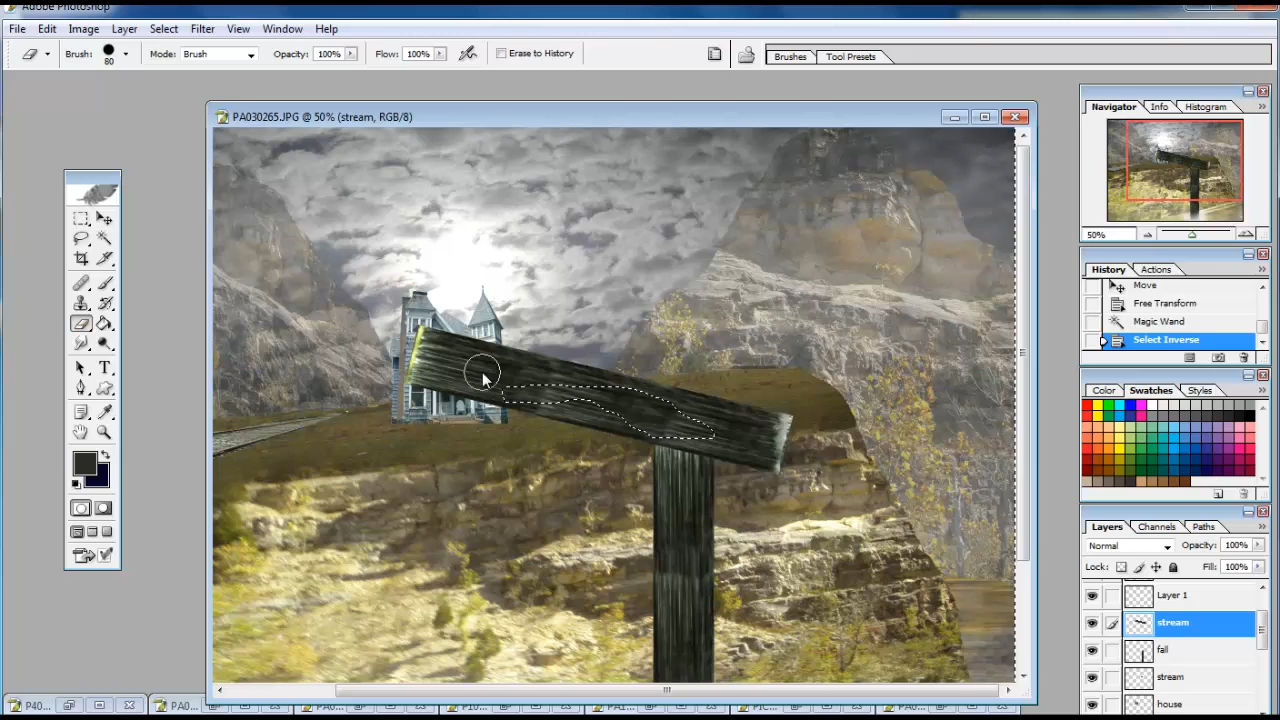 Adobe Photoshop
File Edit Image Layer Select Filter View Window Help
Brush: 80 Mode: Brush Opacity: 100% Flow: 100% Erase to History Brushes Tool Presets
PA030265.JPG @ 50% (stream, RGB/8)
Navigator Info Histogram
50%
History Actions
Move
Free Transform
Magic Wand
Select Inverse
Color Swatches Styles
Layers Channels Paths
Normal Opacity: 100%
Lock: Fill: 100%
Layer 1
stream
fall
stream
house
P40... PA0...